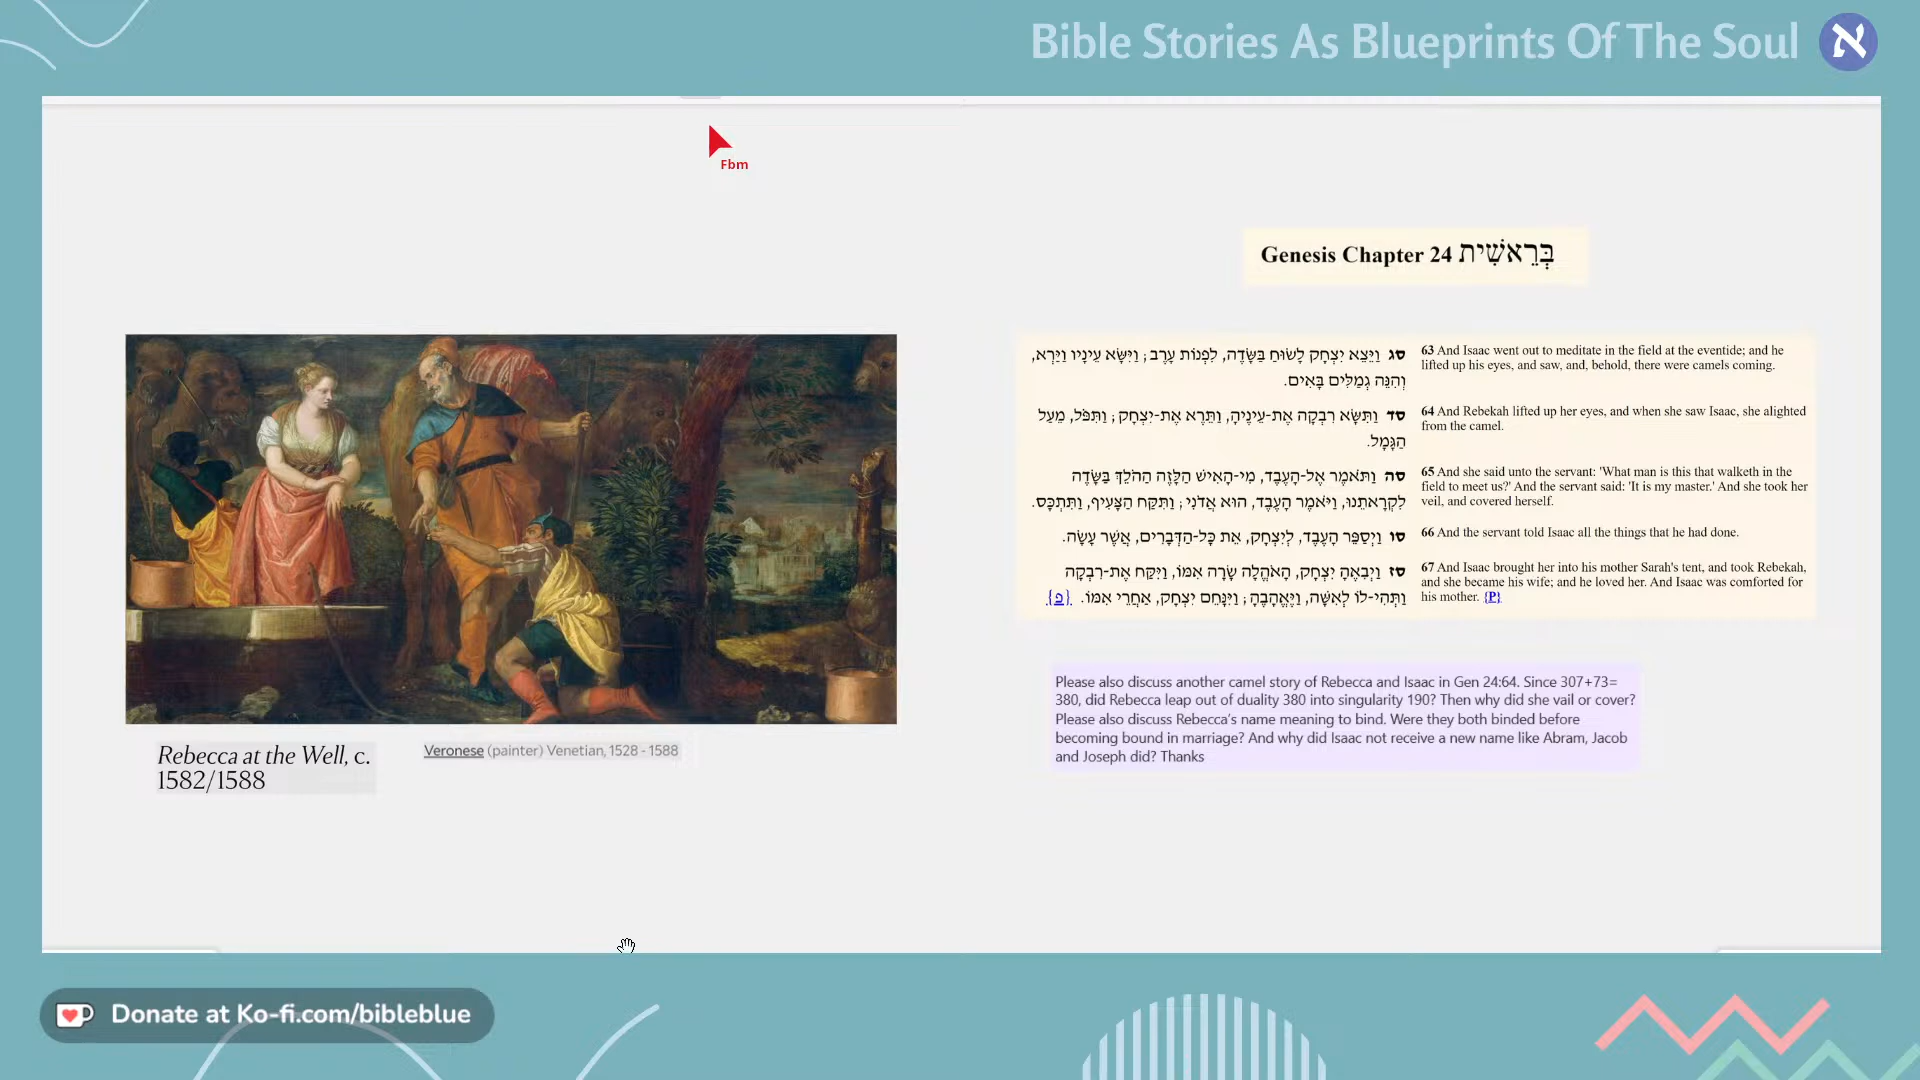 Bible Stories As Blueprints Of The Soul
א
Fbm
Genesis Chapter 24 בְּרֵאשִׁית
סג וַיֵּצֵא יִצְחָק לָשׂוּחַ בַּשָּׂדֶה, לִפְנוֹת עָרֶב; וַיִּשָּׂא עֵינָיו וַיַּרְא,
וְהִנֵּה גְמַלִּים בָּאִים.
63 And Isaac went out to meditate in the field at the eventide; and he
lifted up his eyes, and saw, and, behold, there were camels coming.
סד וַתִּשָּׂא רִבְקָה אֶת-עֵינֶיהָ, וַתֵּרֶא אֶת-יִצְחָק; וַתִּפֹּל, מֵעַל
הַגָּמָל.
64 And Rebekah lifted up her eyes, and when she saw Isaac, she alighted
from the camel.
סה וַתֹּאמֶר אֶל-הָעֶבֶד, מִי-הָאִישׁ הַלָּזֶה הַהֹלֵךְ בַּשָּׂדֶה
לִקְרָאתֵנוּ, וַיֹּאמֶר הָעֶבֶד, הוּא אֲדֹנִי; וַתִּקַּח הַצָּעִיף, וַתִּתְכָּס.
65 And she said unto the servant: 'What man is this that walketh in the
field to meet us?' And the servant said: 'It is my master.' And she took her
veil, and covered herself.
סו וַיְסַפֵּר הָעֶבֶד, לְיִצְחָק, אֵת כָּל-הַדְּבָרִים, אֲשֶׁר עָשָׂה.
66 And the servant told Isaac all the things that he had done.
סז וַיְבִאֶהָ יִצְחָק, הָאֹהֱלָה שָׂרָה אִמּוֹ, וַיִּקַּח אֶת-רִבְקָה
וַתְּהִי-לוֹ לְאִשָּׁה, וַיֶּאֱהָבֶהָ; וַיִּנָּחֵם יִצְחָק, אַחֲרֵי אִמּוֹ. {פ}
67 And Isaac brought her into his mother Sarah's tent, and took Rebekah,
and she became his wife; and he loved her. And Isaac was comforted for
his mother. {P}
Please also discuss another camel story of Rebecca and Isaac in Gen 24:64. Since 307+73=
380, did Rebecca leap out of duality 380 into singularity 190? Then why did she vail or cover?
Please also discuss Rebecca's name meaning to bind. Were they both binded before
becoming bound in marriage? And why did Isaac not receive a new name like Abram, Jacob
and Joseph did? Thanks
Rebecca at the Well, c.
1582/1588
Veronese (painter) Venetian, 1528 - 1588
Donate at Ko-fi.com/bibleblue